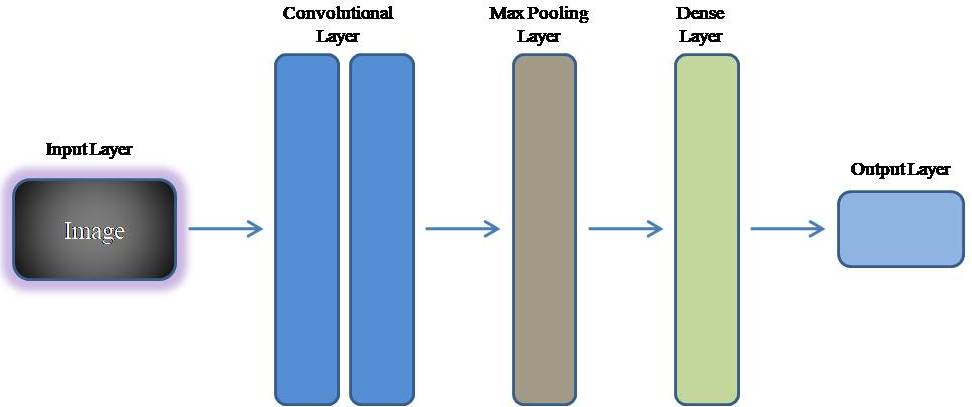 Convolutional
Layer
Max Pooling
Layer
Dense
Layer
Input Layer
Image
Output Layer